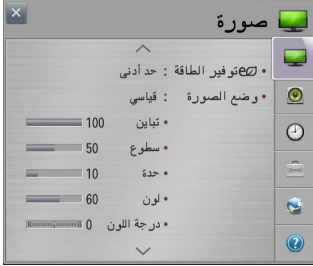 صورة
توفير الطاقة : حد أدنى
وضع الصورة : قياسي
• تباين 100
• سطوع 50
• حدة 10
• لون 60
• درجة اللون 0 R G